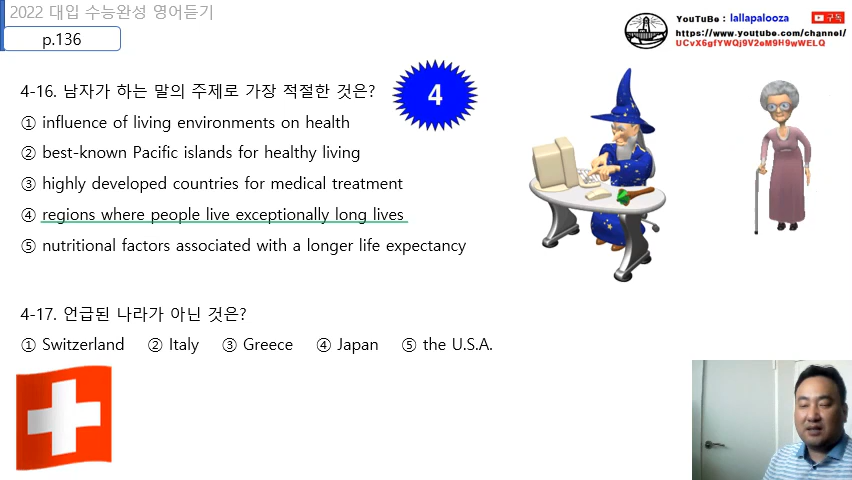 2022 대입 수능완성 영어듣기
p.136
YouTuBe : lallapalooza 구독
https://www.youtube.com/channel/
UCvX6gfYWQj9V2eM9H9wWELQ
4-16. 남자가 하는 말의 주제로 가장 적절한 것은?
4
① influence of living environments on health
② best-known Pacific islands for healthy living
③ highly developed countries for medical treatment
④ regions where people live exceptionally long lives
⑤ nutritional factors associated with a longer life expectancy
4-17. 언급된 나라가 아닌 것은?
① Switzerland ② Italy ③ Greece ④ Japan ⑤ the U.S.A.